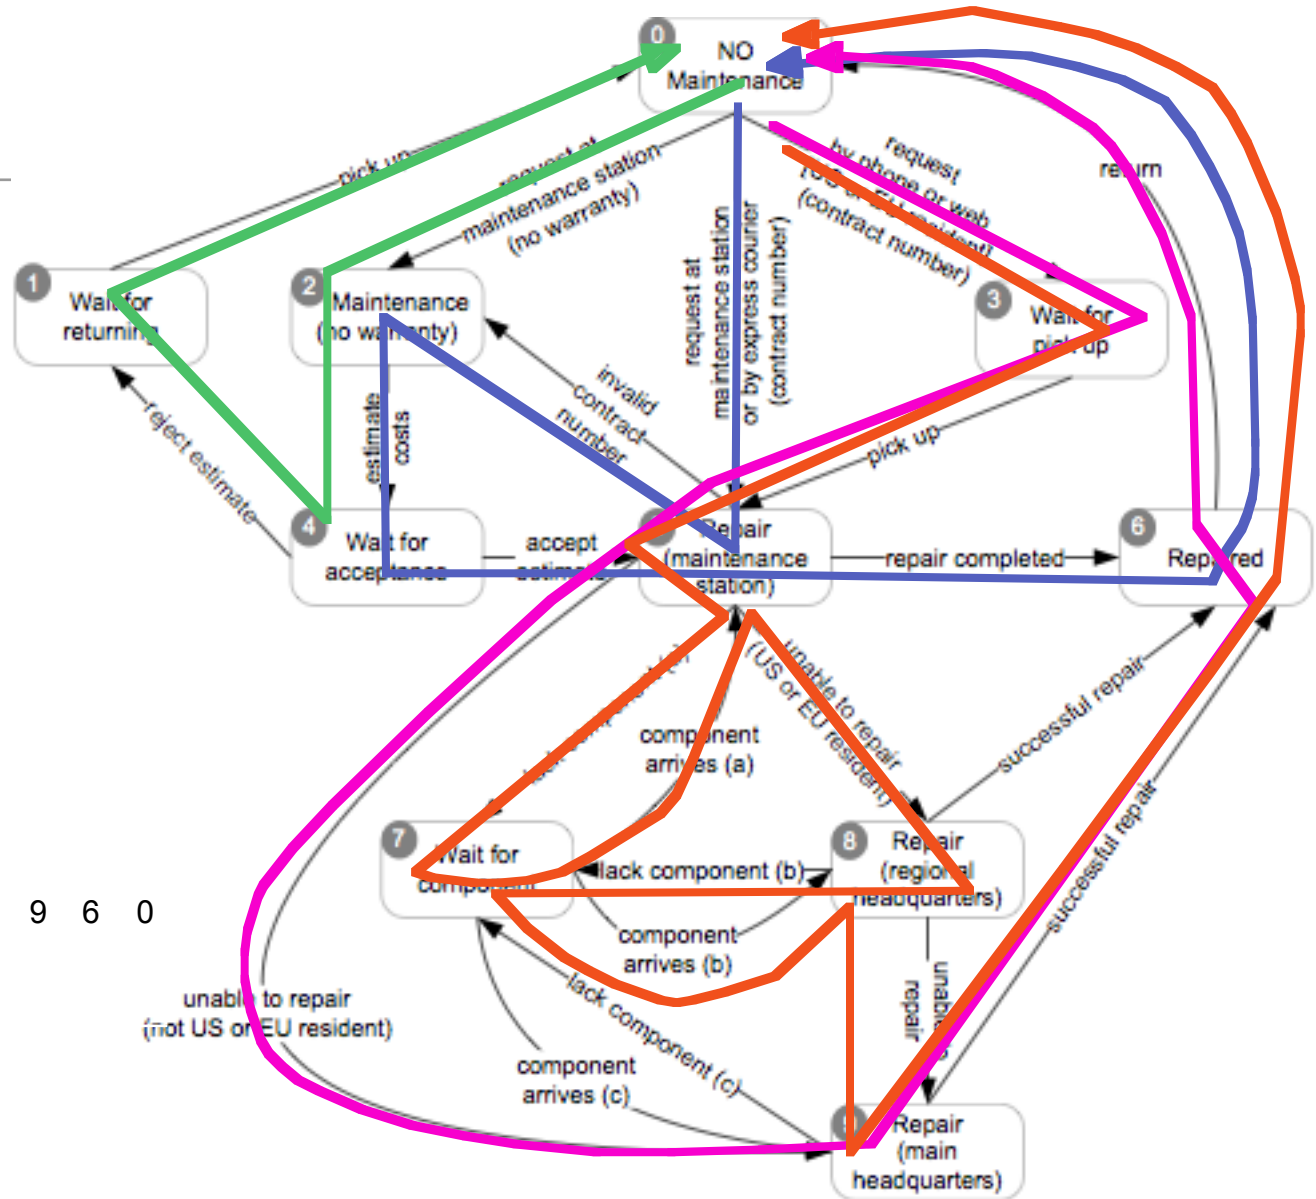 0
NO
Maintenance
pick up
request at
maintenance station
(no warranty)
request at
maintenance station
or by express courier
(contract number)
request
by phone or web
(US or EU resident)
(contract number)
return
1
Wait for
returning
2
Maintenance
(no warranty)
3
Wait for
pick up
invalid
contract
number
estimate
costs
reject estimate
pick up
4
Wait for
acceptance
accept
estimate
Repair
(maintenance
station)
repair completed
6
Repaired
component
arrives (a)
unable to repair
(US or EU resident)
successful repair
successful repair
7
Wait for
component
lack component (b)
8
Repair
(regional
headquarters)
component
arrives (b)
9 6 0
unable to repair
(not US or EU resident)
lack component (c)
component
arrives (c)
unable
repair
Repair
(main
headquarters)